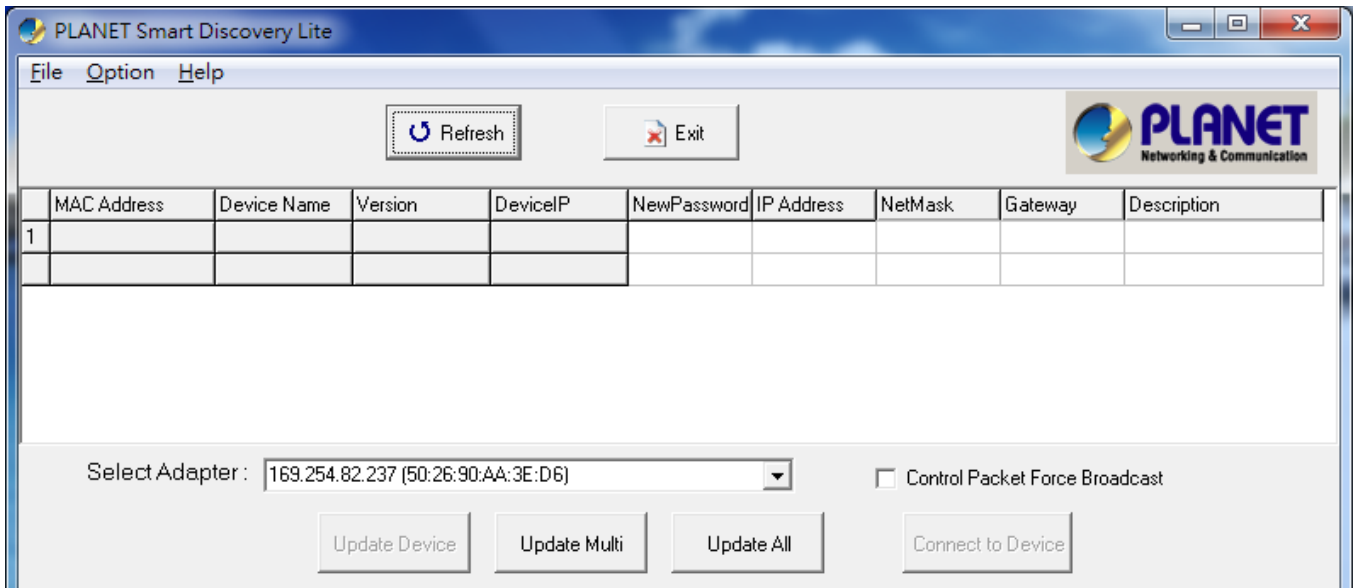 PLANET Smart Discovery Lite
File Option Help
Refresh Exit PLANET
Networking & Communication
MAC Address Device Name Version DeviceIP NewPassword IP Address NetMask Gateway Description
1
Select Adapter : 169.254.82.237 (50:26:90:AA:3E:D6) Control Packet Force Broadcast
Update Device Update Multi Update All Connect to Device